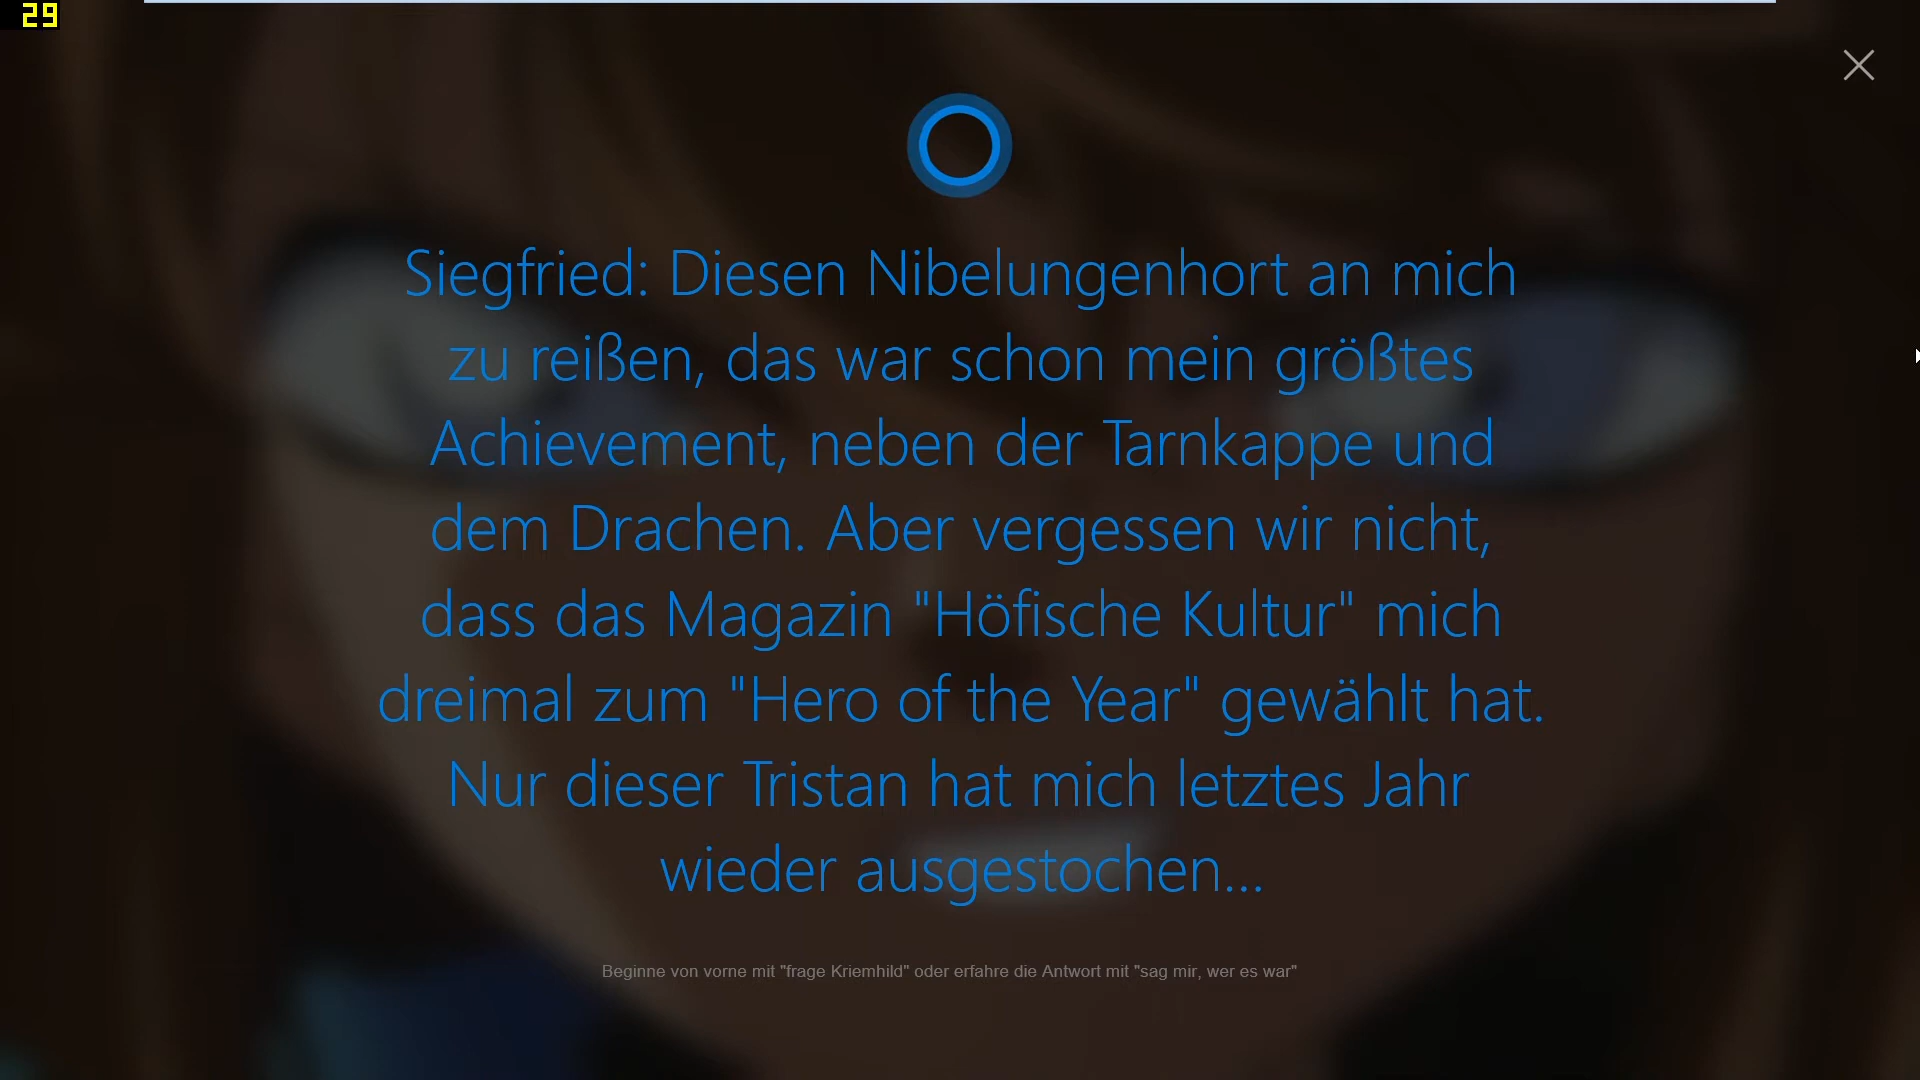 29
Siegfried: Diesen Nibelungenhort an mich
zu reißen, das war schon mein größtes
Achievement, neben der Tarnkappe und
dem Drachen. Aber vergessen wir nicht,
dass das Magazin "Höfische Kultur" mich
dreimal zum "Hero of the Year" gewählt hat.
Nur dieser Tristan hat mich letztes Jahr
wieder ausgestochen...
Beginne von vorne mit "frage Kriemhild" oder erfahre die Antwort mit "sag mir, wer es war"